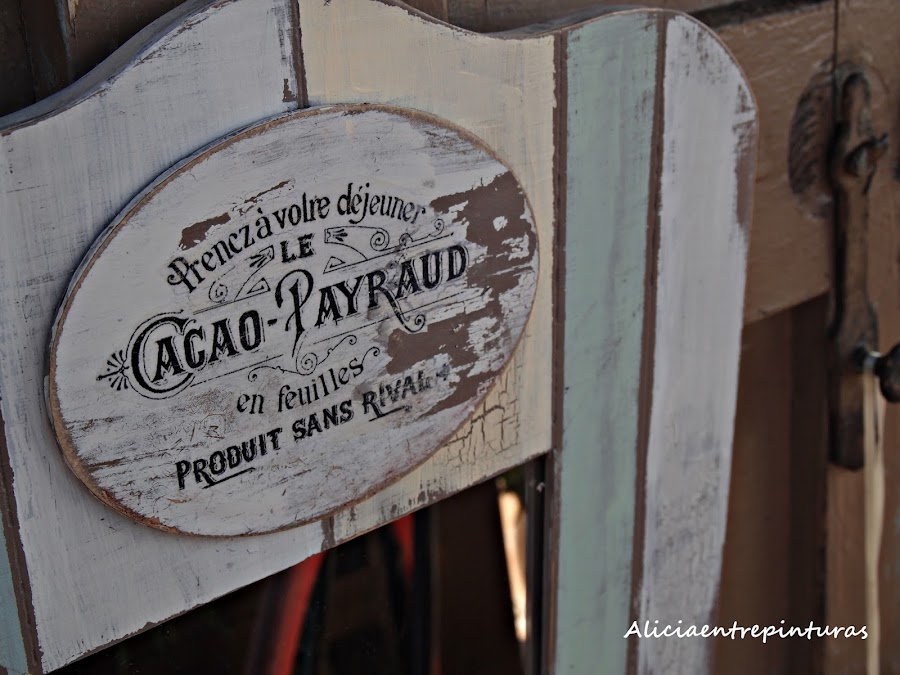 Prenez à votre déjeuner
LE
CACAO-PAYRAUD
en feuilles
PRODUIT SANS RIVAL
Aliciaentrepinturas